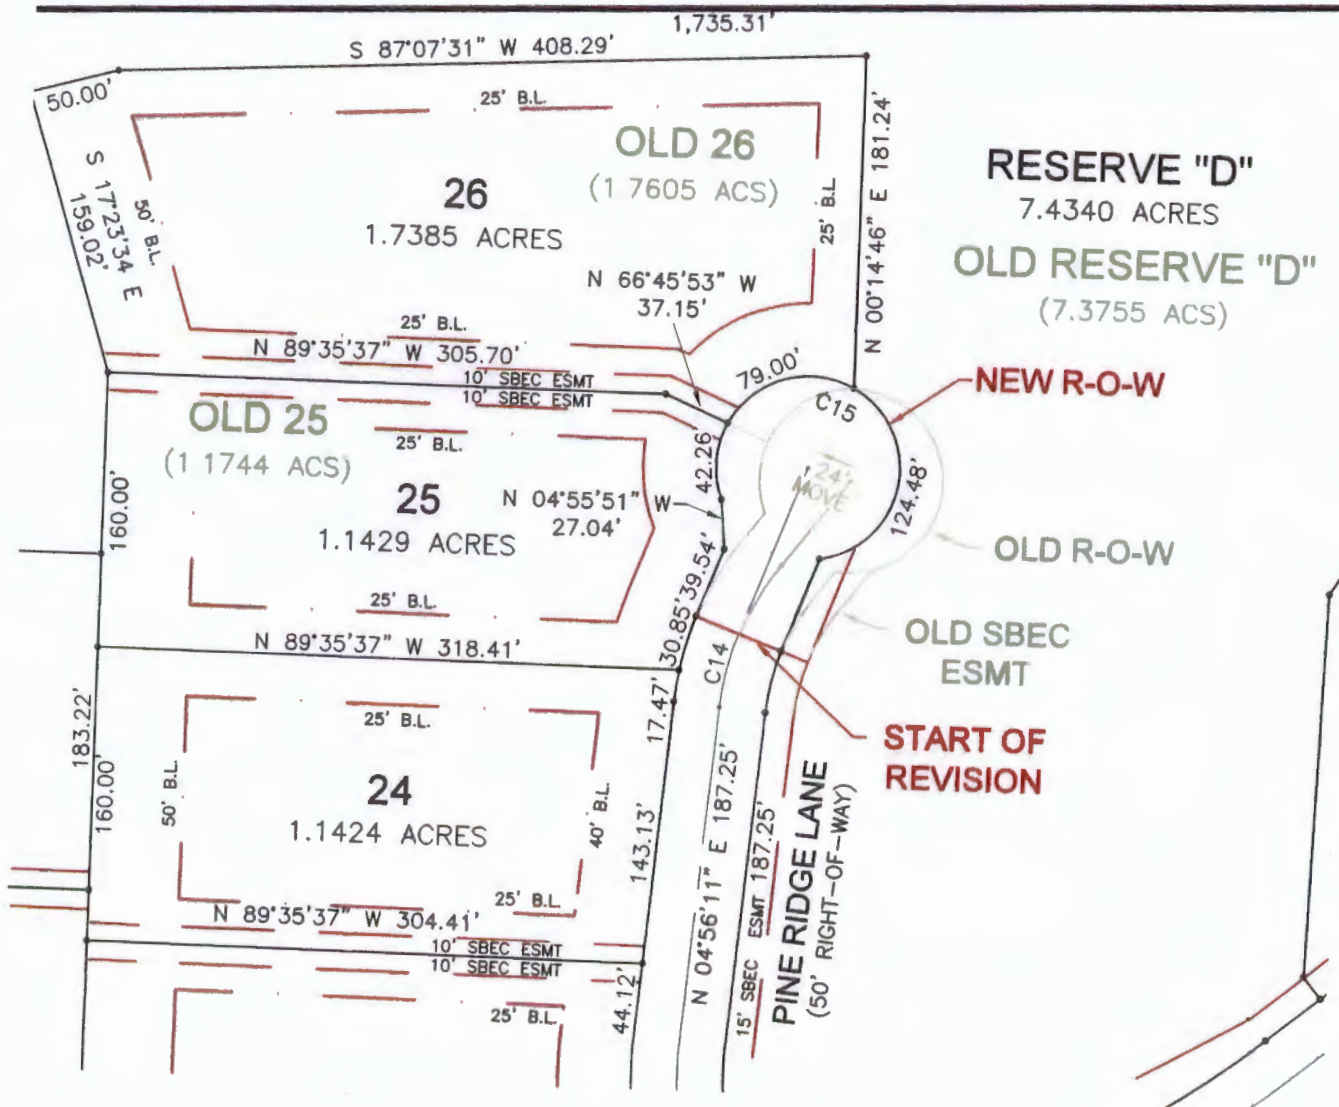 1,735.31'
S 87°07'31" W 408.29'
50.00'
25' B.L.
OLD 26
(1.7605 ACS)
N 00°14'46" E 181.24'
RESERVE "D"
7.4340 ACRES
OLD RESERVE "D"
(7.3755 ACS)
S 17°23'34 E
159.02'
50' B.L.
26
1.7385 ACRES
25' B.L.
N 66°45'53" W
37.15'
25' B.L.
N 89°35'37" W 305.70'
10' SBEC ESMT
10' SBEC ESMT
79.00'
C15
NEW R-O-W
OLD 25
(1 1744 ACS)
25' B.L.
42.26'
24'
MOVE
124.48'
25
1.1429 ACRES
N 04°55'51" W
27.04'
160.00'
OLD R-O-W
39.54'
25' B.L.
30.85'
OLD SBEC
ESMT
N 89°35'37" W 318.41'
C14
183.22'
160.00'
25' B.L.
17.47'
START OF
REVISION
50' B.L.
24
1.1424 ACRES
40' B.L.
143.13'
N 04°56'11" E 187.25'
15' SBEC ESMT 187.25'
PINE RIDGE LANE
(50' RIGHT-OF-WAY)
25' B.L.
N 89°35'37" W 304.41'
10' SBEC ESMT
10' SBEC ESMT
44.12'
25' B.L.